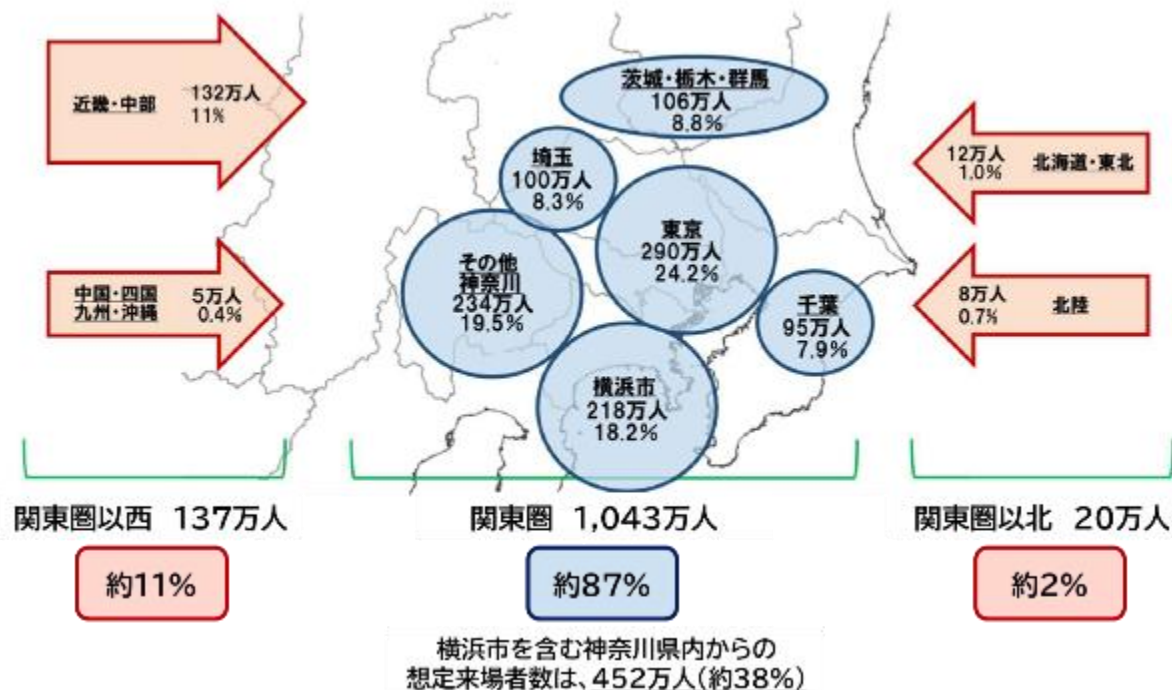 近畿・中部 132万人
11%
中国・四国 5万人
九州・沖縄 0.4%
茨城・栃木・群馬
106万人
8.8%
埼玉
100万人
8.3%
東京
290万人
24.2%
その他
神奈川
234万人
19.5%
千葉
95万人
7.9%
横浜市
218万人
18.2%
12万人 北海道・東北
1.0%
8万人 北陸
0.7%
関東圏以西 137万人
約11%
関東圏 1,043万人
約87%
関東圏以北 20万人
約2%
横浜市を含む神奈川県内からの
想定来場者数は、452万人(約38%)